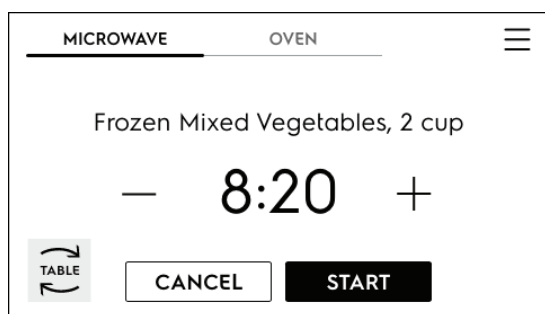 MICROWAVE OVEN
Frozen Mixed Vegetables, 2 cup
— 8:20 +
TABLE
CANCEL START